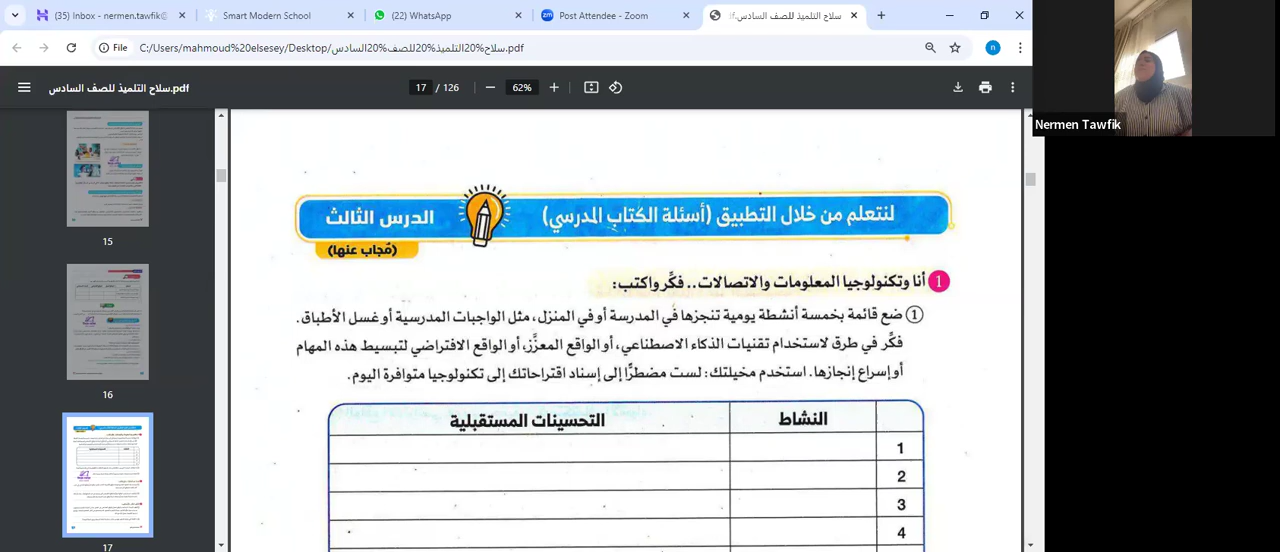 (35) Inbox - nermen.tawfik@
Smart Modern School
(22) WhatsApp
Post Attendee - Zoom
سلاح التلميذ للصف السادس.
File
C:/Users/mahmoud%20elsesey/Desktop/سلاح%20التلميذ%20للصف%20السادس.pdf
n
سلاح التلميذ للصف السادس.pdf
17 / 126
62%
Nermen Tawfik
15
16
17
لنتعلم من خلال التطبيق (أسئلة الكتاب المدرسي)
الدرس الثالث
(مُجاب عنها)
1 أنا وتكنولوجيا المعلومات والاتصالات.. فكِّر واكتب:
① ضع قائمة بخمسة أنشطة يومية تنجزها في المدرسة أو في المنزل، مثل الواجبات المدرسية أو غسل الأطباق.
فكِّر في طرق لاستخدام تقنيات الذكاء الاصطناعي، أو الواقع المعزز، أو الواقع الافتراضي لتبسيط هذه المهام
أو إسراع إنجازها. استخدم مخيلتك: لست مضطرًّا إلى إسناد اقتراحاتك إلى تكنولوجيا متوافرة اليوم.
النشاط
التحسينات المستقبلية
1
2
3
4